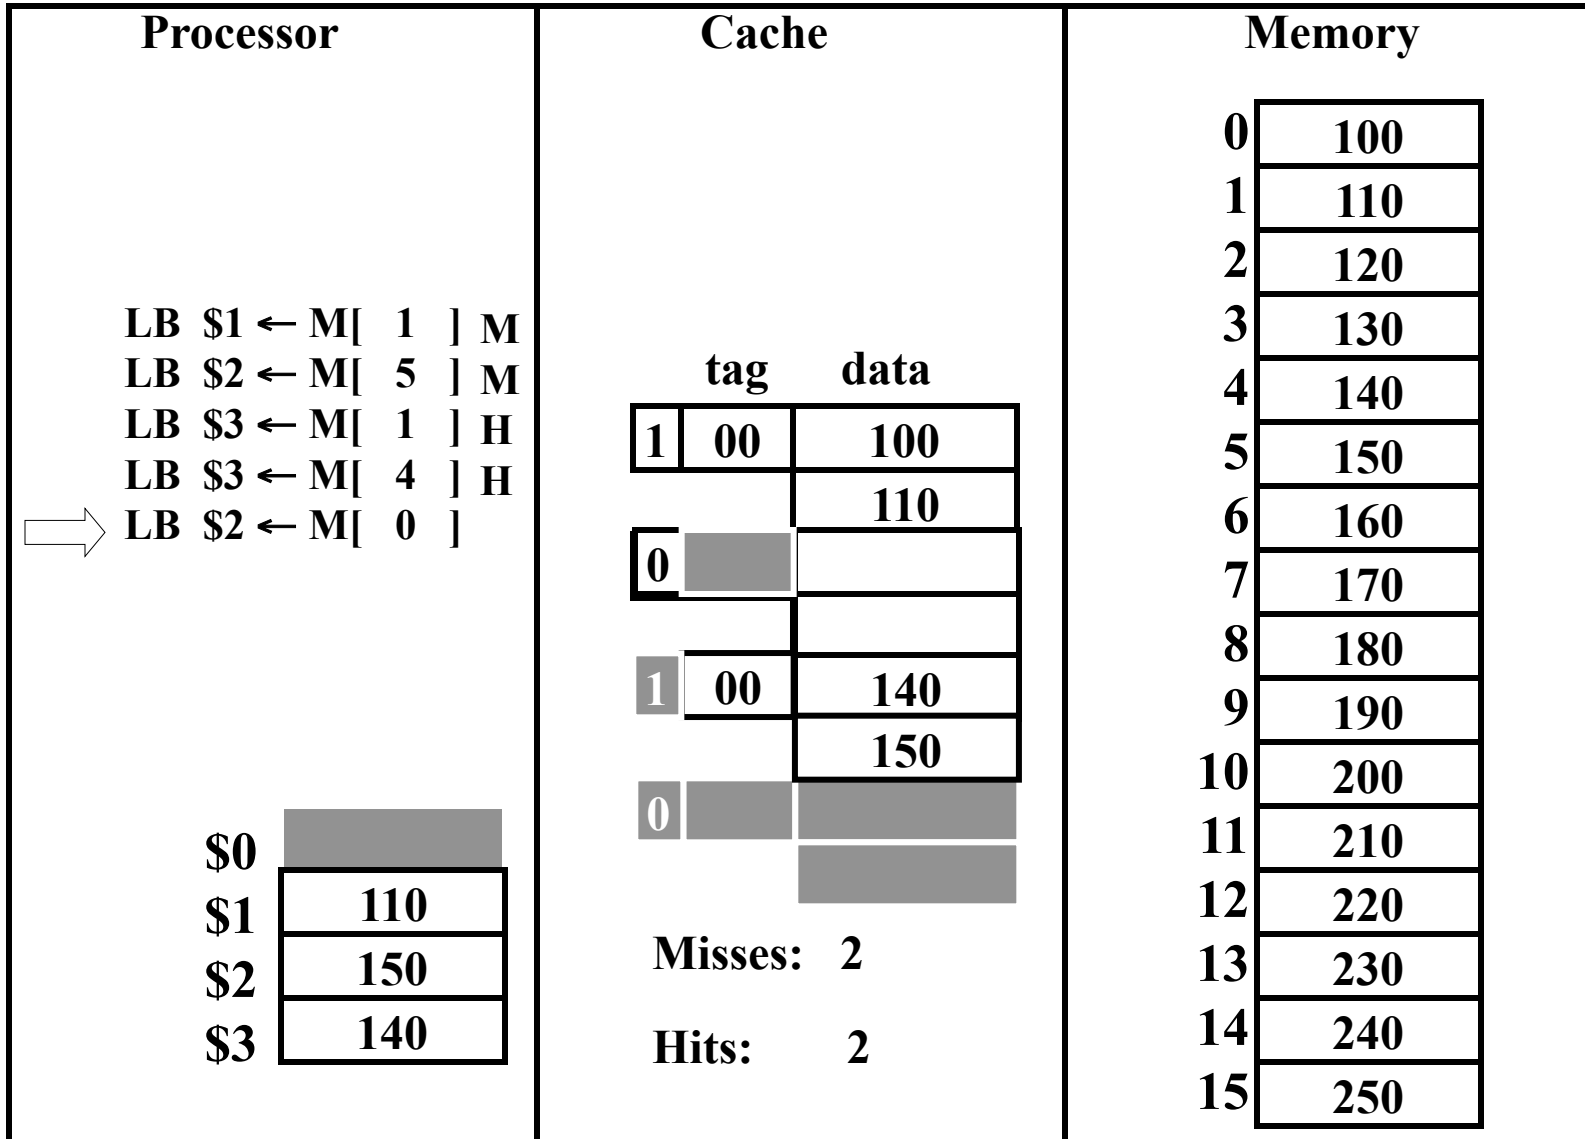 Processor
LB $1 ← M[ 1 ] M
LB $2 ← M[ 5 ] M
LB $3 ← M[ 1 ] H
LB $3 ← M[ 4 ] H
LB $2 ← M[ 0 ]
$0
$1 110
$2 150
$3 140
Cache
tag data
1 00 100
110
0
1 00 140
150
0
Misses: 2
Hits: 2
Memory
0 100
1 110
2 120
3 130
4 140
5 150
6 160
7 170
8 180
9 190
10 200
11 210
12 220
13 230
14 240
15 250